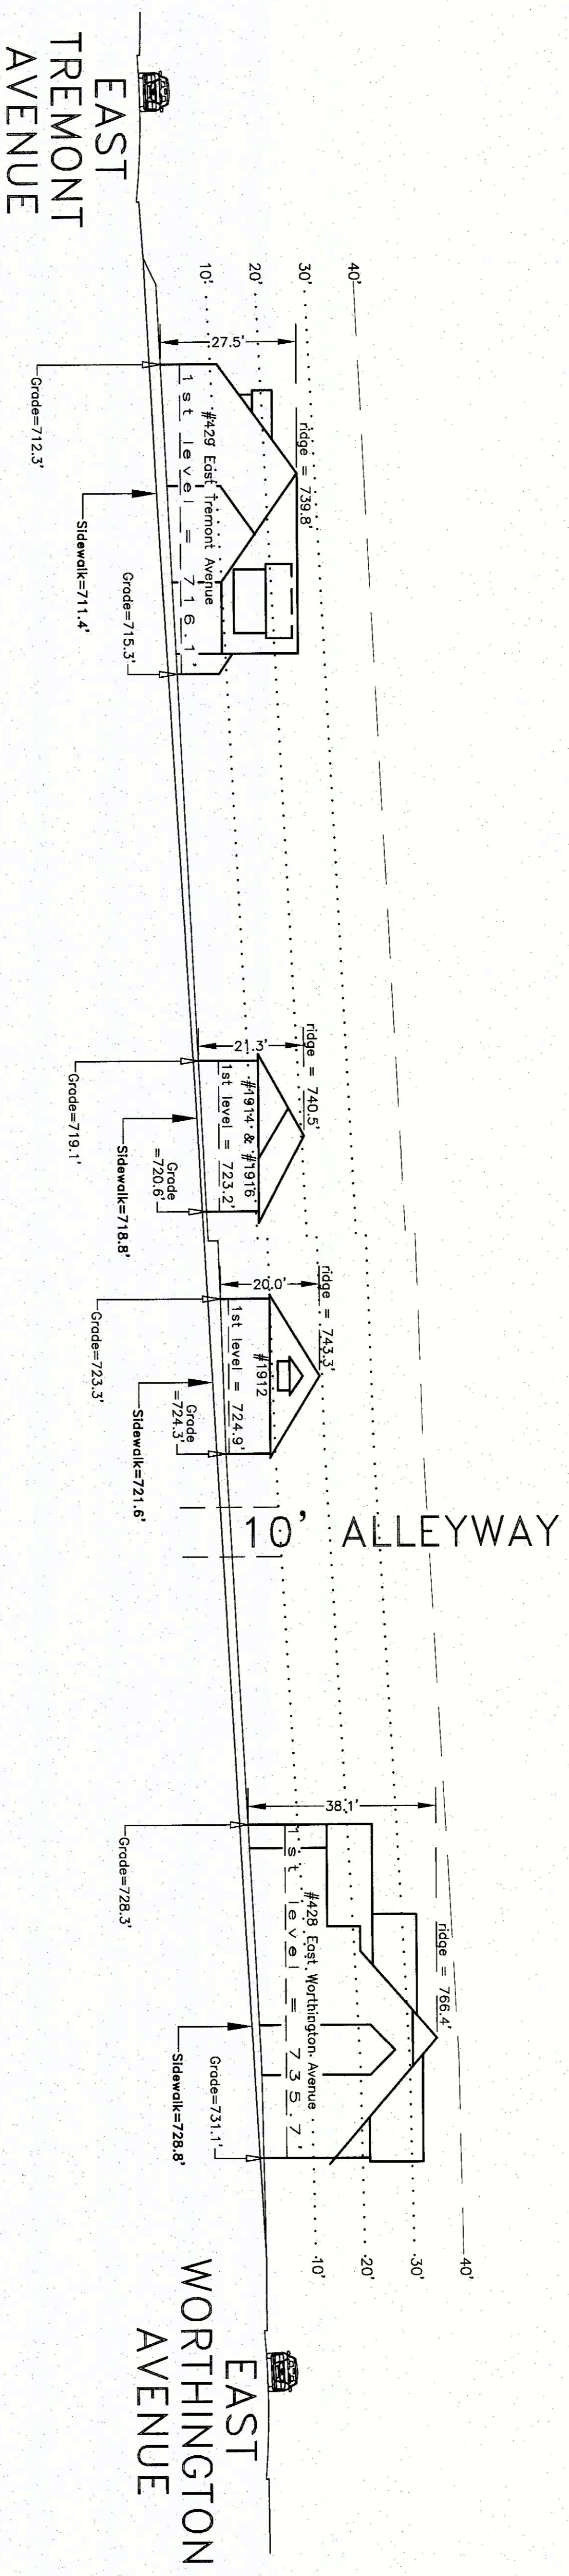 EAST
TREMONT
AVENUE
40'
30'
20'
10'
27.5'
ridge = 739.8'
#429 East Tremont Avenue
1st level = 716.1'
Grade=712.3'
Sidewalk=711.4'
Grade=715.3'
ridge = 740.5'
21.3'
#1914 & #1916
1st level = 723.2'
Grade=719.1'
Sidewalk=718.8'
Grade
=720.6'
ridge = 743.3'
20.0'
#1912
1st level = 724.9'
Grade=723.3'
Sidewalk=721.6'
Grade
=724.3'
10' ALLEYWAY
38.1'
ridge = 766.4'
#428 East Worthington Avenue
1st level = 735.7'
Grade=728.3'
Sidewalk=728.8'
Grade=731.1'
40'
30'
20'
10'
EAST
WORTHINGTON
AVENUE